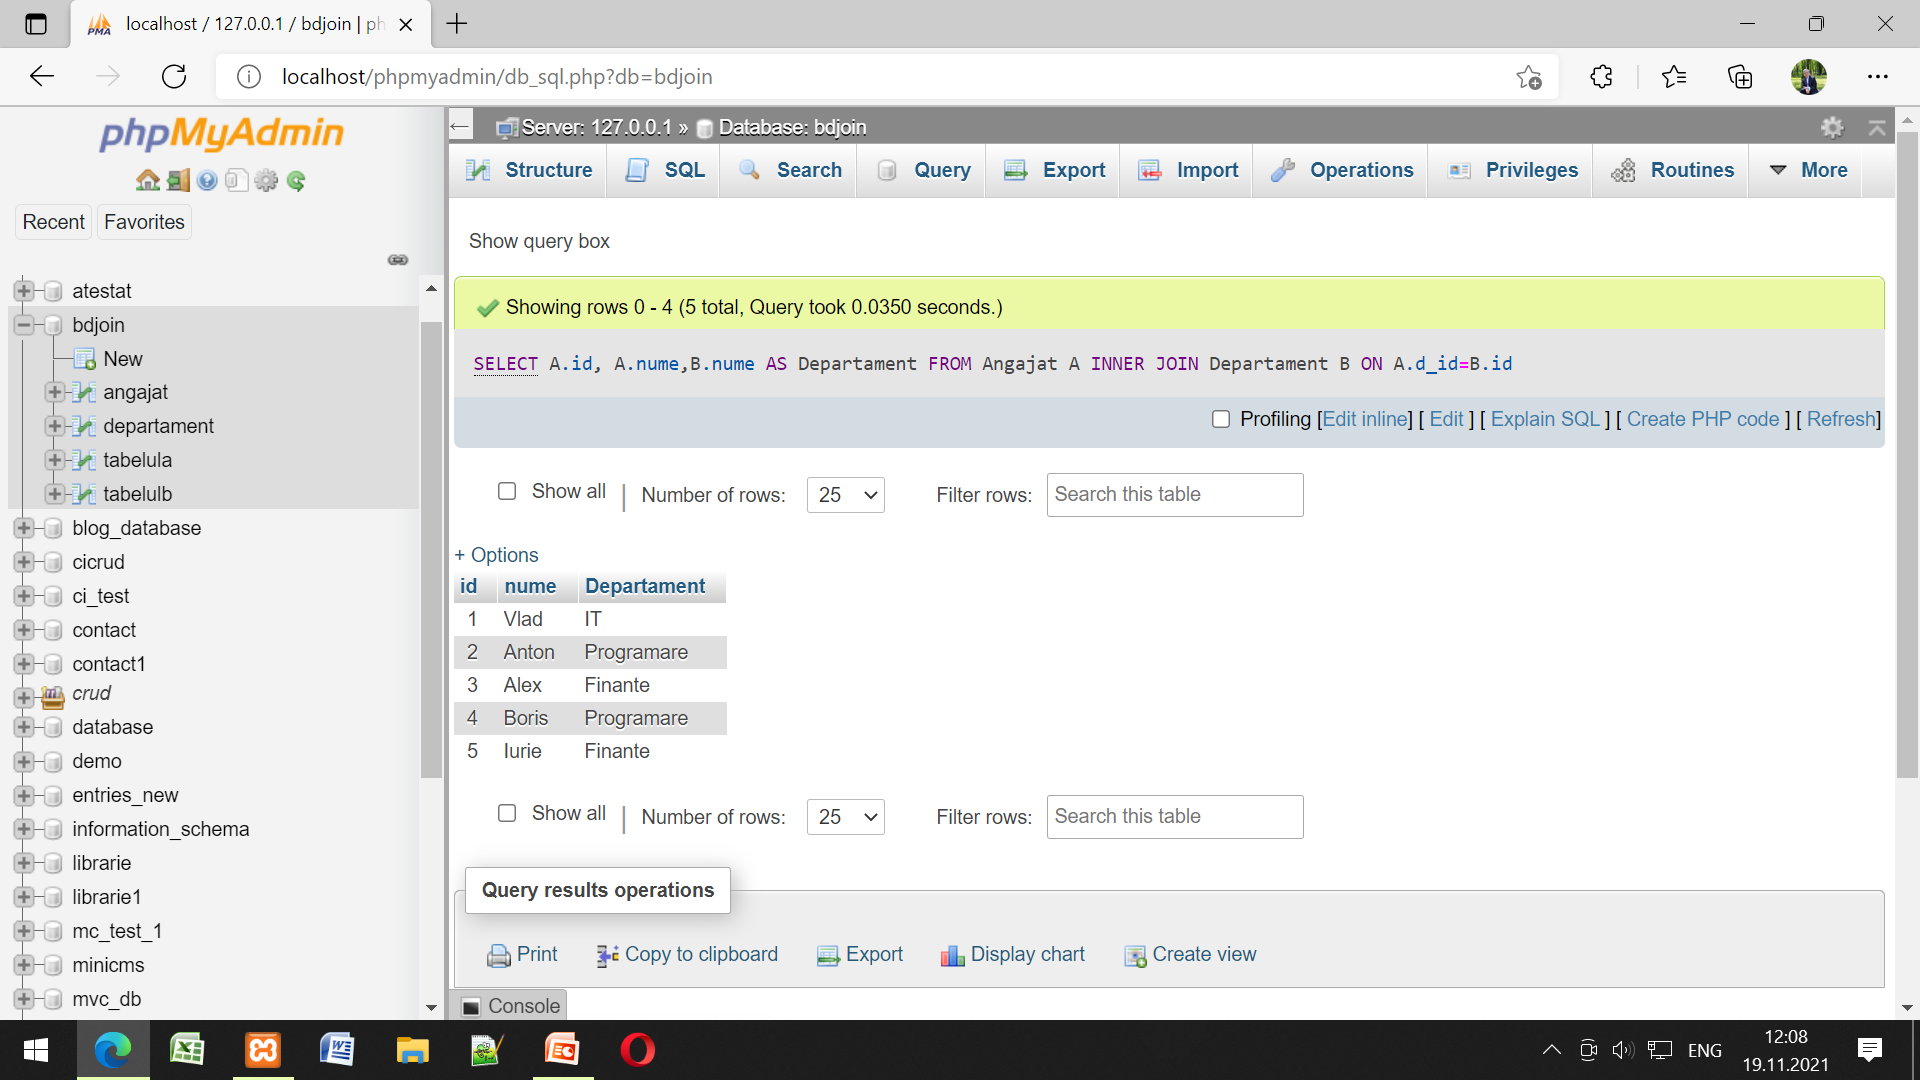 localhost / 127.0.0.1 / bdjoin | ph
localhost/phpmyadmin/db_sql.php?db=bdjoin
phpMyAdmin
Recent
Favorites
atestat
bdjoin
New
angajat
departament
tabelula
tabelulb
blog_database
cicrud
ci_test
contact
contact1
crud
database
demo
entries_new
information_schema
librarie
librarie1
mc_test_1
minicms
mvc_db
Server: 127.0.0.1 » Database: bdjoin
Structure SQL Search Query Export Import Operations Privileges Routines More
Show query box
Showing rows 0 - 4 (5 total, Query took 0.0350 seconds.)
SELECT A.id, A.nume,B.nume AS Departament FROM Angajat A INNER JOIN Departament B ON A.d_id=B.id
Profiling [Edit inline] [ Edit ] [ Explain SQL ] [ Create PHP code ] [ Refresh]
Show all | Number of rows: 25 Filter rows: Search this table
+ Options
id nume Departament
1 Vlad IT
2 Anton Programare
3 Alex Finante
4 Boris Programare
5 Iurie Finante
Show all | Number of rows: 25 Filter rows: Search this table
Query results operations
Print Copy to clipboard Export Display chart Create view
Console
ENG
12:08
19.11.2021